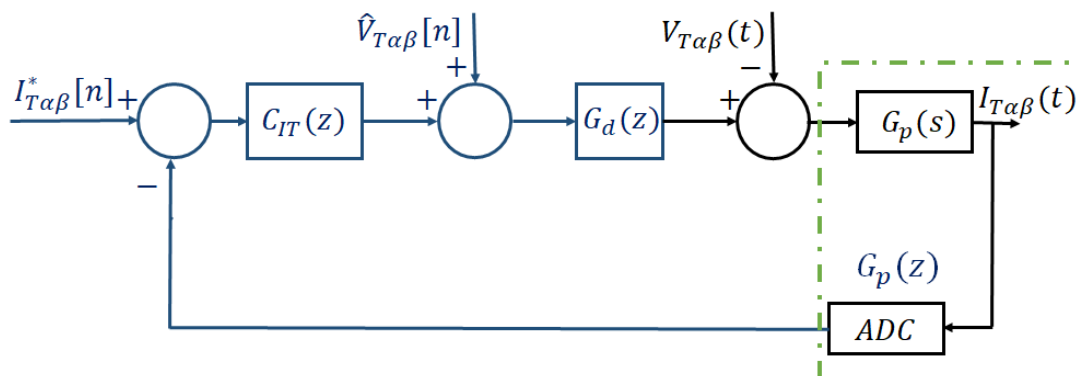 V̂_{Tαβ}[n]
V_{Tαβ}(t)
I*_{Tαβ}[n] +
+
−
C_{IT}(z)
+
G_d(z)
+
G_p(s)
I_{Tαβ}(t)
−
G_p(z)
ADC